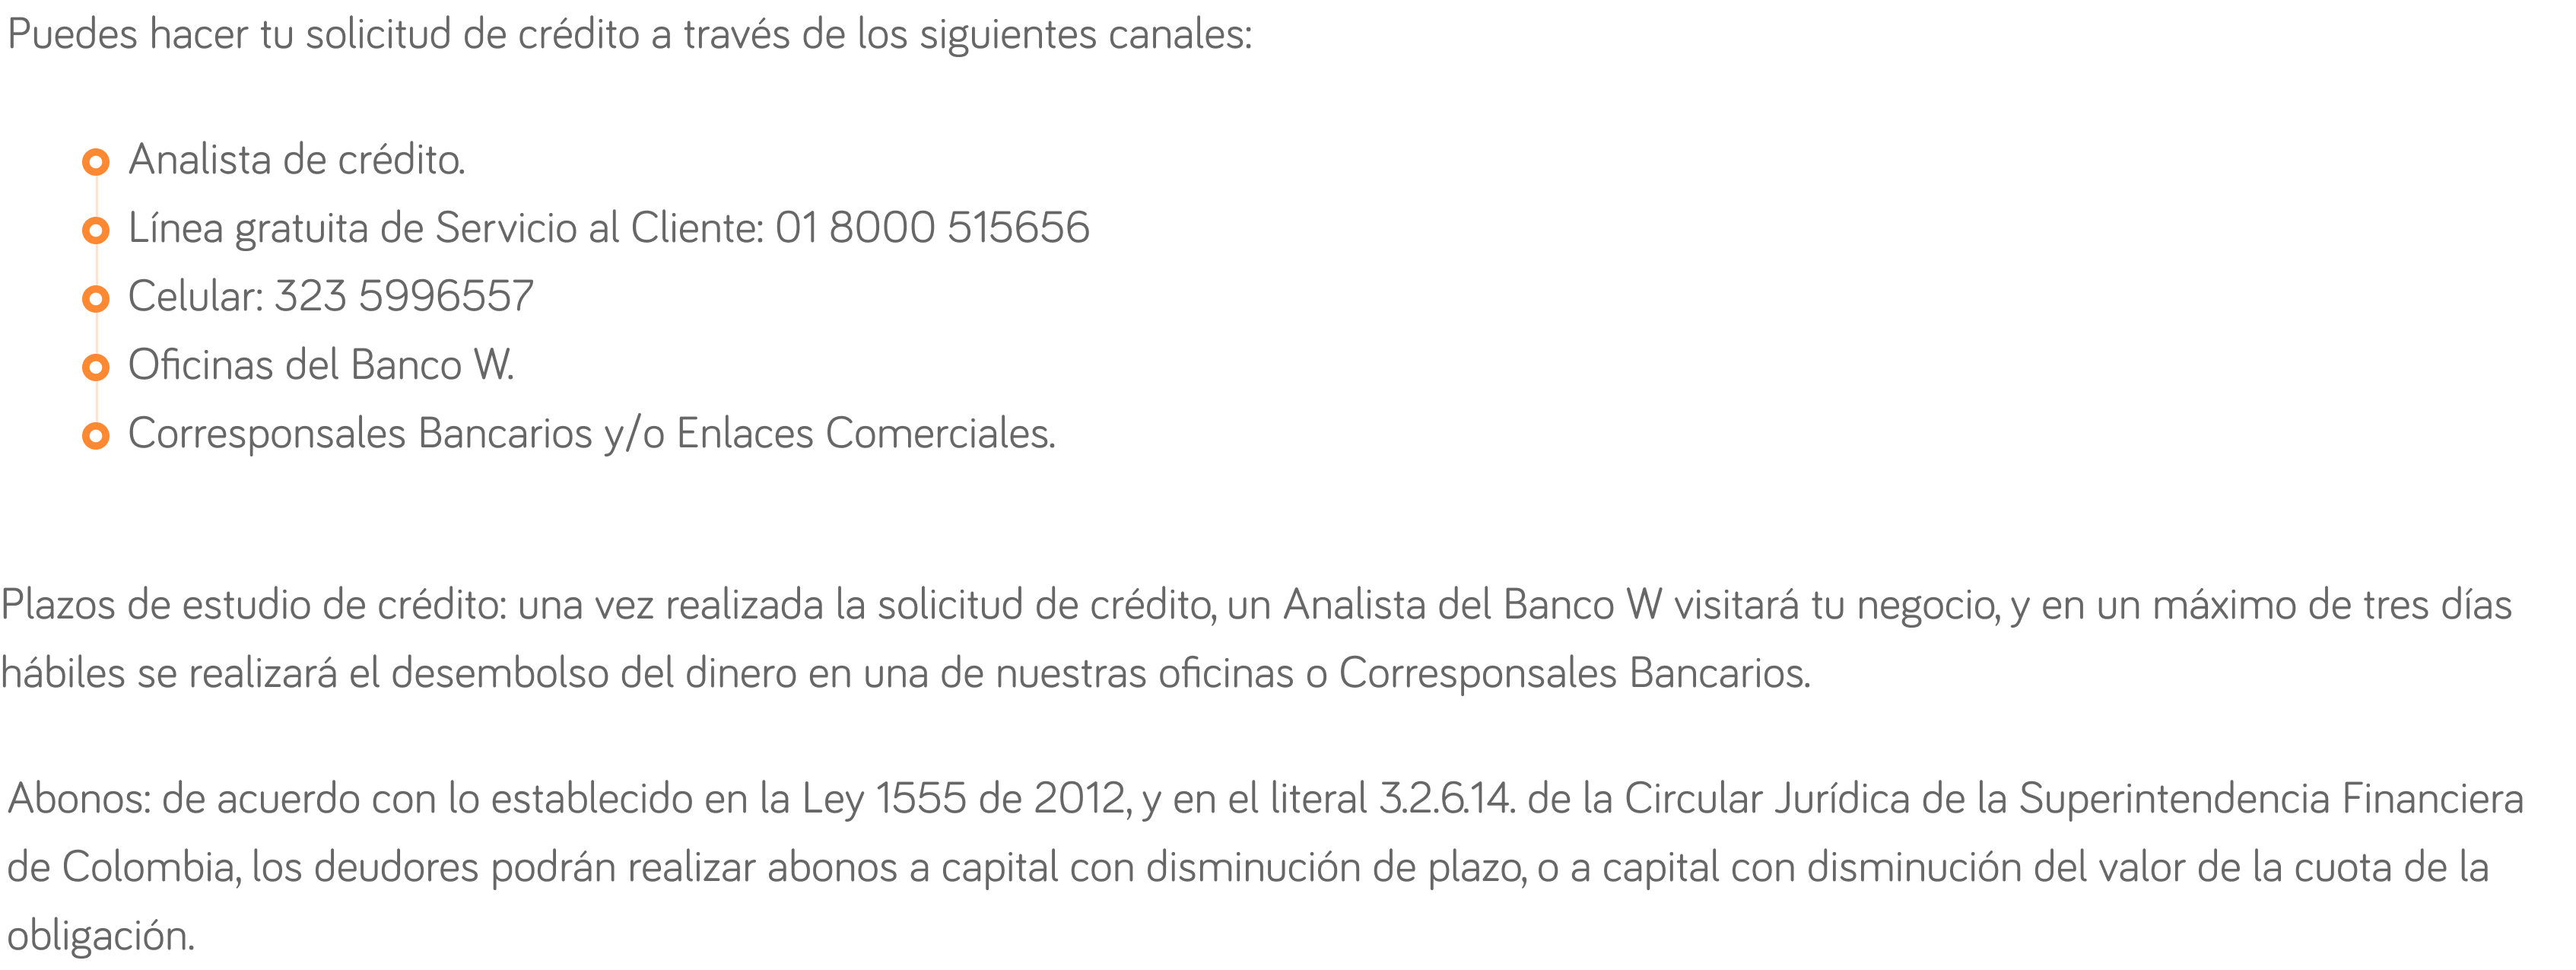 Puedes hacer tu solicitud de crédito a través de los siguientes canales:
Analista de crédito.
Línea gratuita de Servicio al Cliente: 01 8000 515656
Celular: 323 5996557
Oficinas del Banco W.
Corresponsales Bancarios y/o Enlaces Comerciales.
Plazos de estudio de crédito: una vez realizada la solicitud de crédito, un Analista del Banco W visitará tu negocio, y en un máximo de tres días
hábiles se realizará el desembolso del dinero en una de nuestras oficinas o Corresponsales Bancarios.
Abonos: de acuerdo con lo establecido en la Ley 1555 de 2012, y en el literal 3.2.6.14. de la Circular Jurídica de la Superintendencia Financiera
de Colombia, los deudores podrán realizar abonos a capital con disminución de plazo, o a capital con disminución del valor de la cuota de la
obligación.